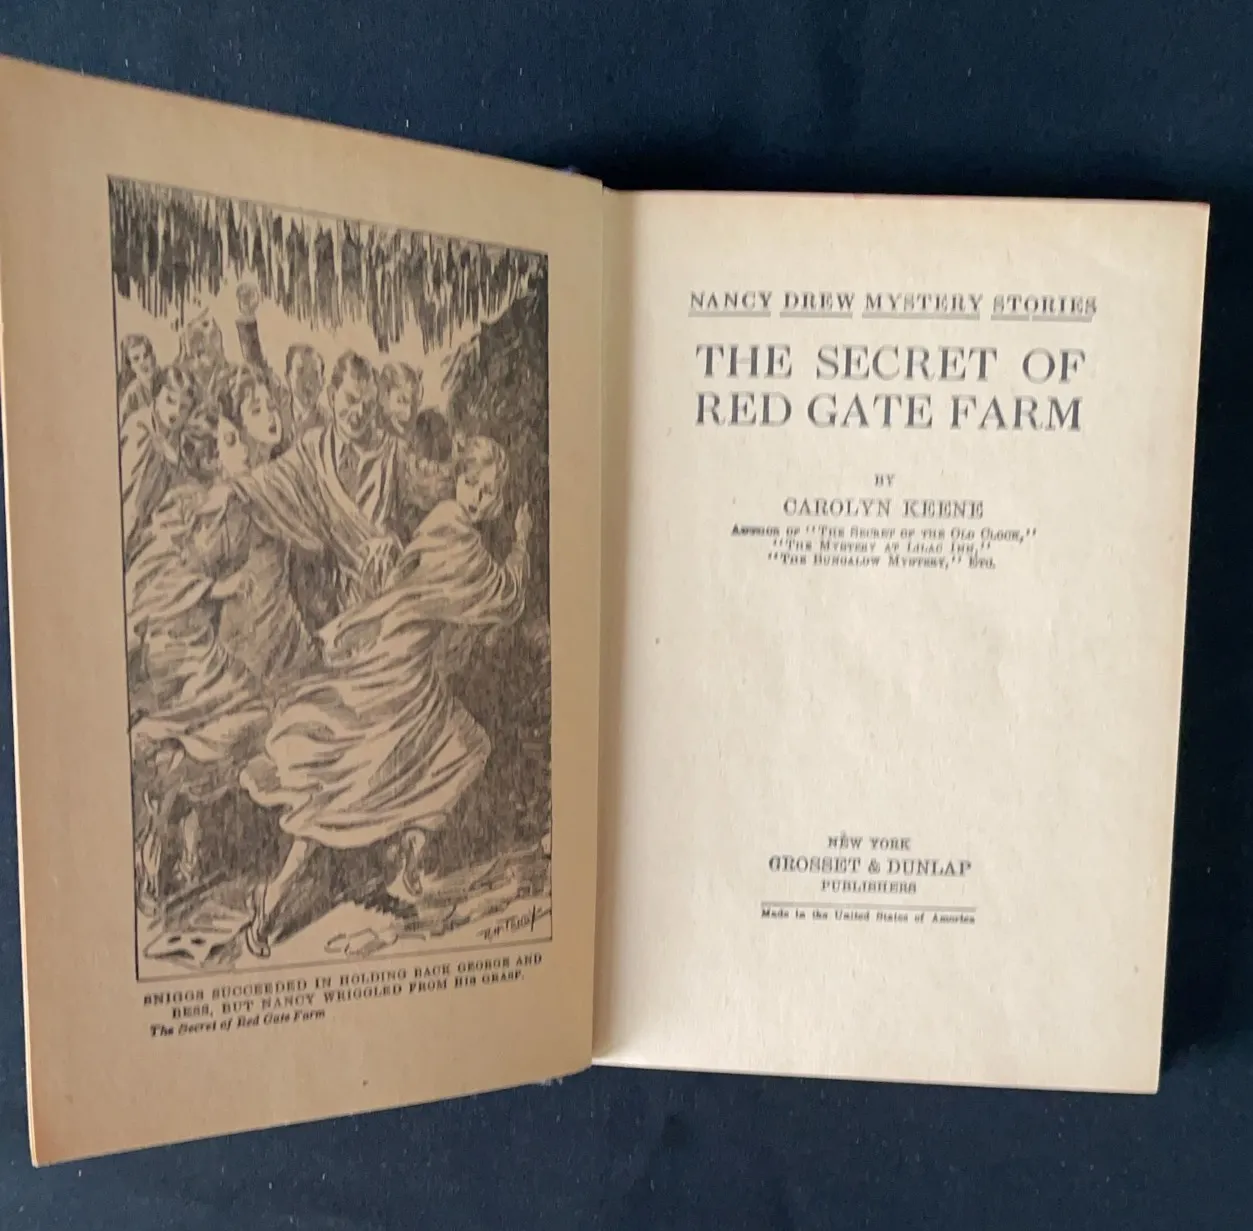 SNIGGS SUCCEEDED IN HOLDING BACK GEORGE AND
BESS, BUT NANCY WRIGGLED FROM HIS GRASP.
The Secret of Red Gate Farm
NANCY DREW MYSTERY STORIES
THE SECRET OF
RED GATE FARM
BY
CAROLYN KEENE
AUTHOR OF "THE SECRET OF THE OLD CLOCK,"
"THE MYSTERY AT LILAC INN,"
"THE BUNGALOW MYSTERY," ETC.
NEW YORK
GROSSET & DUNLAP
PUBLISHERS
Made in the United States of America